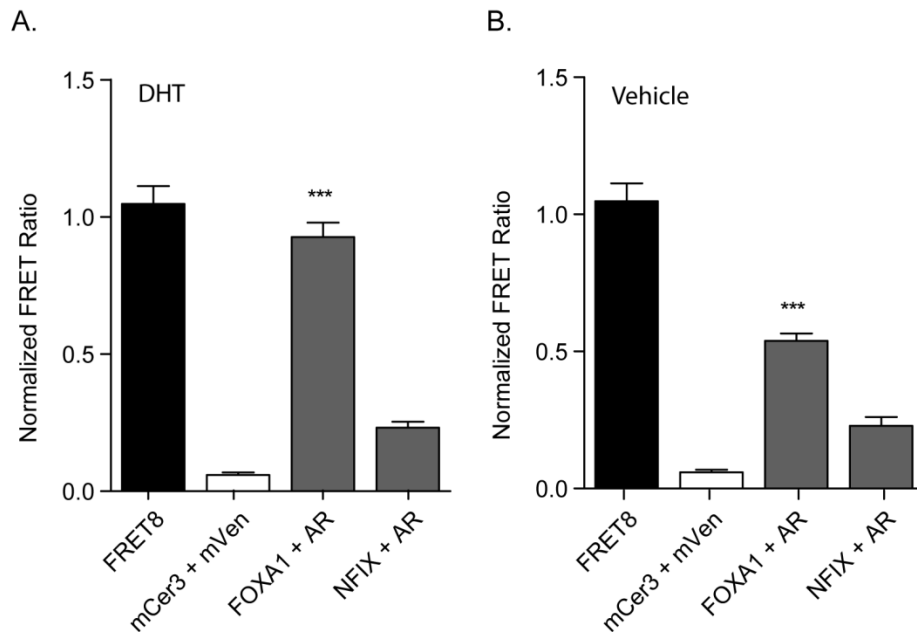 A.
DHT
***
Normalized FRET Ratio
1.5
1.0
0.5
0.0
FRET8
mCer3 + mVen
FOXA1 + AR
NFIX + AR
B.
Vehicle
***
Normalized FRET Ratio
1.5
1.0
0.5
0.0
FRET8
mCer3 + mVen
FOXA1 + AR
NFIX + AR